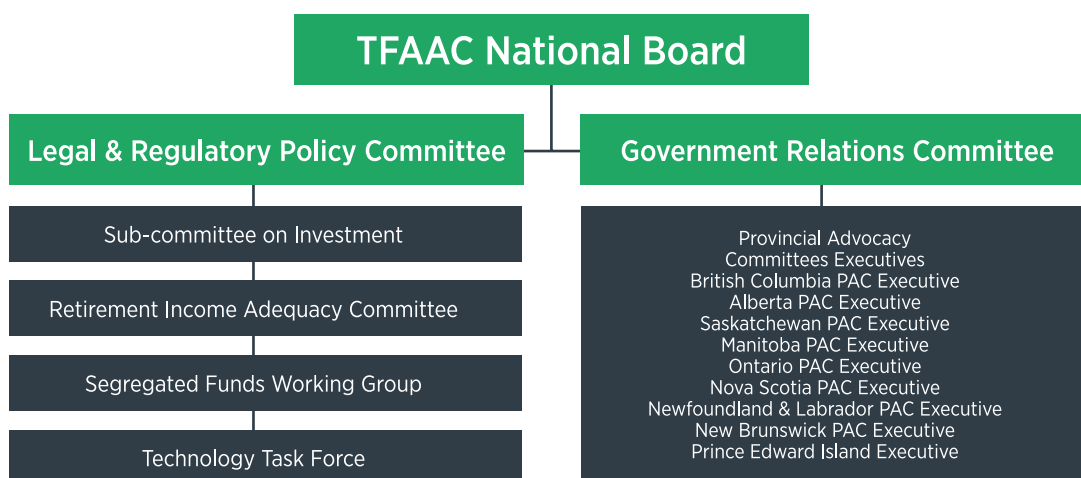 TFAAC National Board
Legal & Regulatory Policy Committee
Government Relations Committee
Sub-committee on Investment
Retirement Income Adequacy Committee
Segregated Funds Working Group
Technology Task Force
Provincial Advocacy
Committees Executives
British Columbia PAC Executive
Alberta PAC Executive
Saskatchewan PAC Executive
Manitoba PAC Executive
Ontario PAC Executive
Nova Scotia PAC Executive
Newfoundland & Labrador PAC Executive
New Brunswick PAC Executive
Prince Edward Island Executive